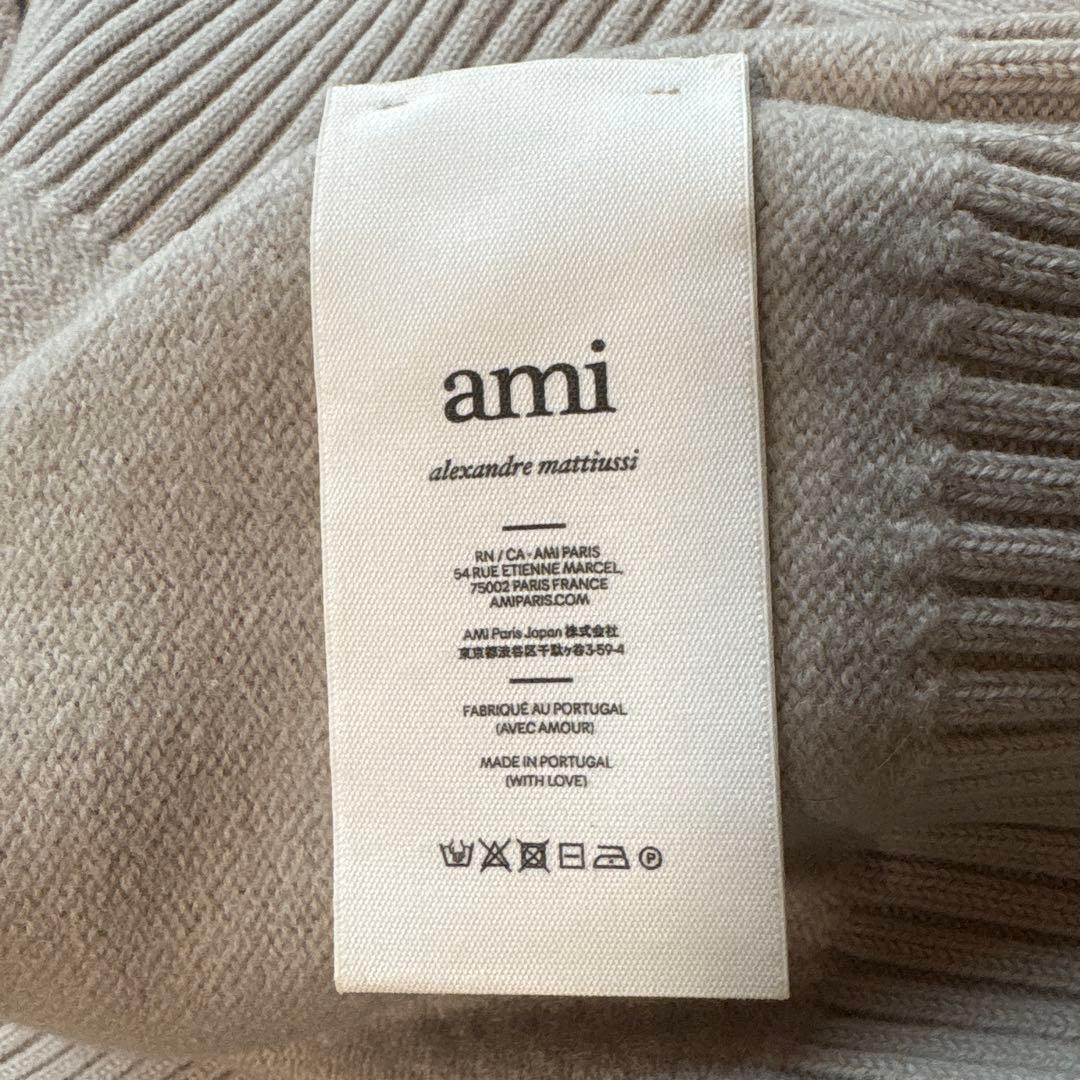 ami
alexandre mattiussi
RN / CA - AMI PARIS
54 RUE ETIENNE MARCEL,
75002 PARIS FRANCE
AMIPARIS.COM
AMI Paris Japan 株式会社
東京都渋谷区千駄ヶ谷3-59-4
FABRIQUÉ AU PORTUGAL
(AVEC AMOUR)
MADE IN PORTUGAL
(WITH LOVE)
P